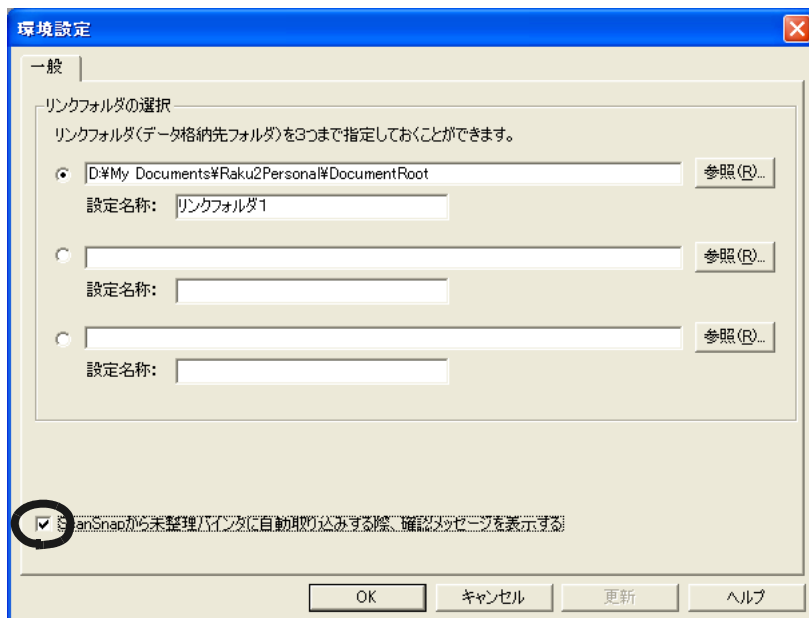 環境設定
一般
リンクフォルダの選択
リンクフォルダ(データ格納先フォルダ)を3つまで指定しておくことができます。
D:¥My Documents¥Raku2Personal¥DocumentRoot 参照(R)...
設定名称: リンクフォルダ1
参照(R)...
設定名称:
参照(R)...
設定名称:
ScanSnapから未整理バインダに自動取り込みする際、確認メッセージを表示する
OK キャンセル 更新 ヘルプ